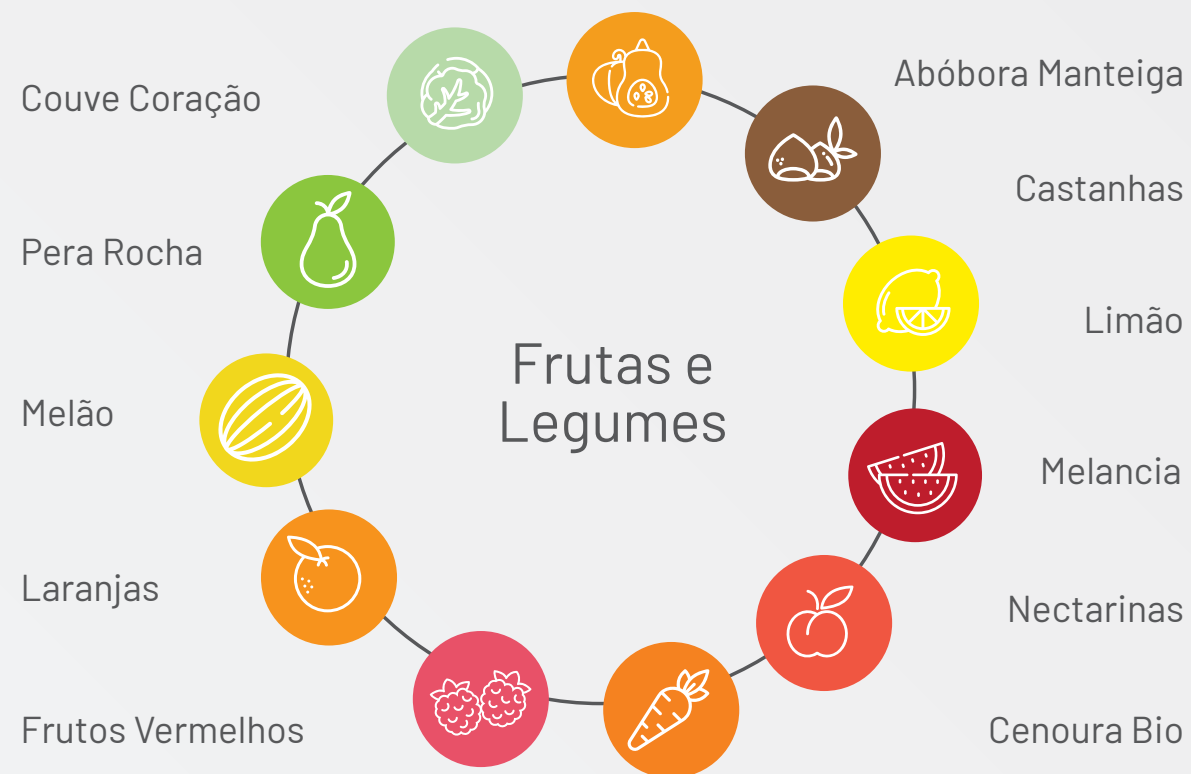 Couve Coração
Abóbora Manteiga
Castanhas
Pera Rocha
Limão
Frutas e
Legumes
Melão
Melancia
Laranjas
Nectarinas
Frutos Vermelhos
Cenoura Bio